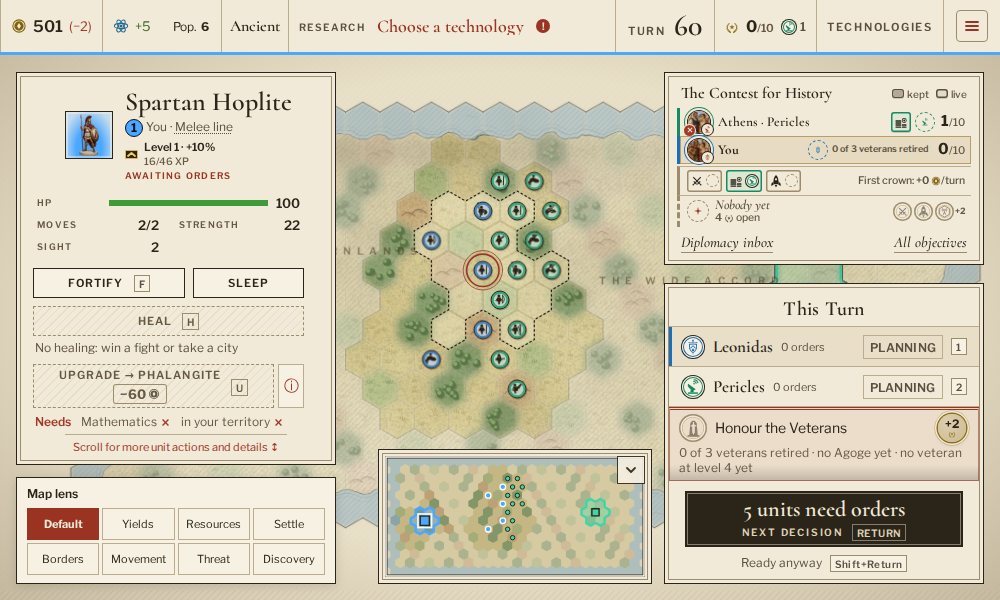 501 (−2)
+5
Pop. 6
Ancient
RESEARCH Choose a technology !
TURN 60
0/10
1
TECHNOLOGIES
Spartan Hoplite
1 You · Melee line
Level 1 · +10%
16/46 XP
AWAITING ORDERS
HP 100
MOVES 2/2 STRENGTH 22
SIGHT 2
FORTIFY F
SLEEP
HEAL H
No healing: win a fight or take a city
UPGRADE → PHALANGITE
−60
U
Needs Mathematics × in your territory ×
Scroll for more unit actions and details ↕
Map lens
Default Yields Resources Settle
Borders Movement Threat Discovery
NLANDS
THE WIDE ACCORD
The Contest for History
kept live
Athens · Pericles 1/10
You 0 of 3 veterans retired 0/10
First crown: +0 /turn
Nobody yet
4 open
+2
Diplomacy inbox All objectives
This Turn
Leonidas 0 orders PLANNING 1
Pericles 0 orders PLANNING 2
Honour the Veterans +2
0 of 3 veterans retired · no Agoge yet · no veteran
at level 4 yet
5 units need orders
NEXT DECISION RETURN
Ready anyway Shift+Return